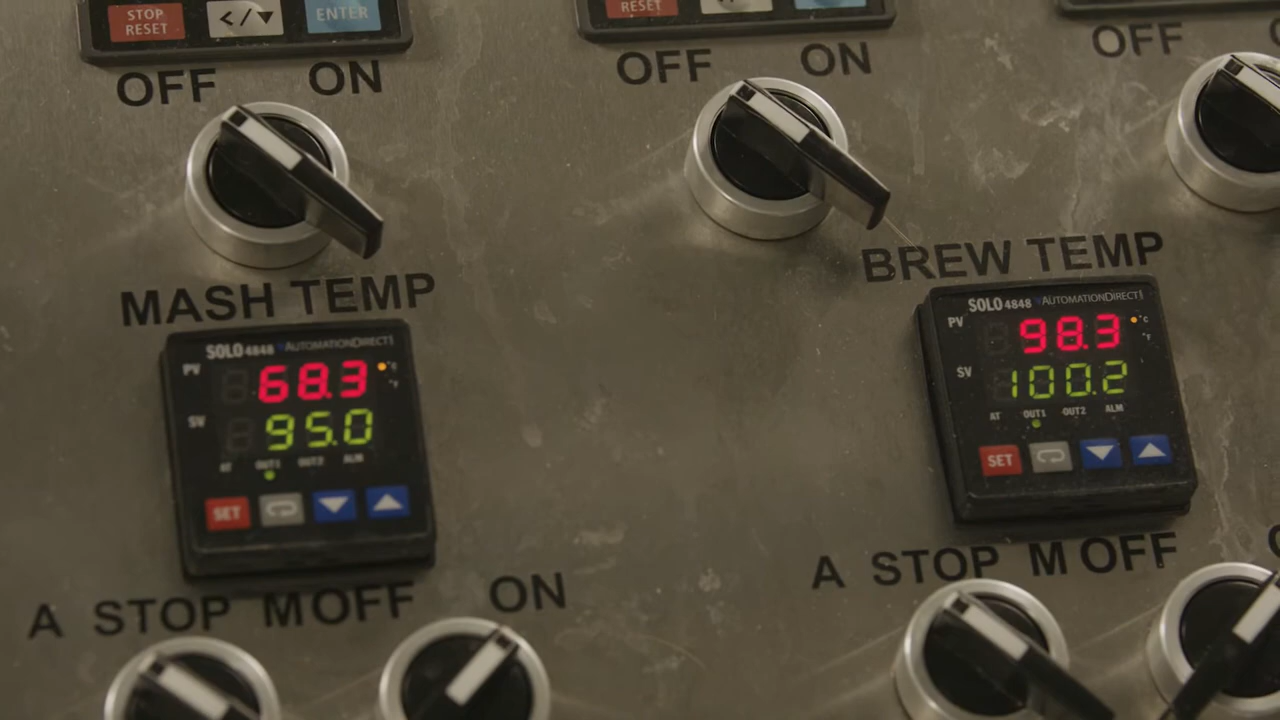 STOP RESET
</▼
ENTER
RESET
OFF ON
OFF ON
OFF
MASH TEMP
SOLO 4848 AUTOMATIONDIRECT
PV 68.3 °C °F
SV 95.0
AT OUT1 OUT2 ALM
SET
BREW TEMP
SOLO 4848 AUTOMATIONDIRECT
PV 98.3 °C °F
SV 100.2
AT OUT1 OUT2 ALM
SET
A STOP M OFF ON
A STOP M OFF